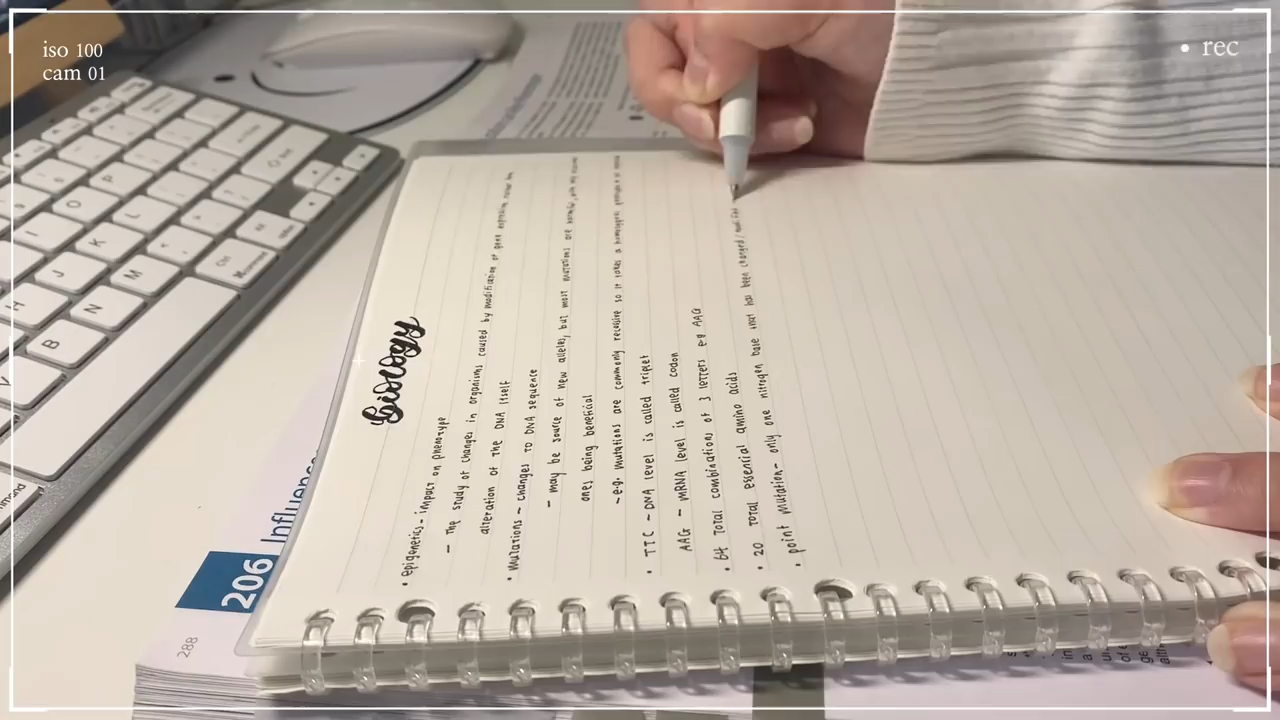 iso 100
cam 01
• rec
biology
• epigenetics - impact on phenotype
- the study of changes in organisms caused by modification of gene expression rather than
alteration of the DNA itself
• mutations - changes to DNA sequence
- may be source of new alleles, but most mutations are harmful, with
ones being beneficial
- e.g. mutations are commonly recessive so it takes a homozygous genotype
• TTC - DNA level is called triplet
AAG - mRNA level is called codon
• 64 total combinations of 3 letters eg AAG
• 20 total essential amino acids
• point mutation - only one nitrogen base that has been changed/modified
206
288
H
J
K
L
B
N
M
I
O
P
V
Alt
Ctrl